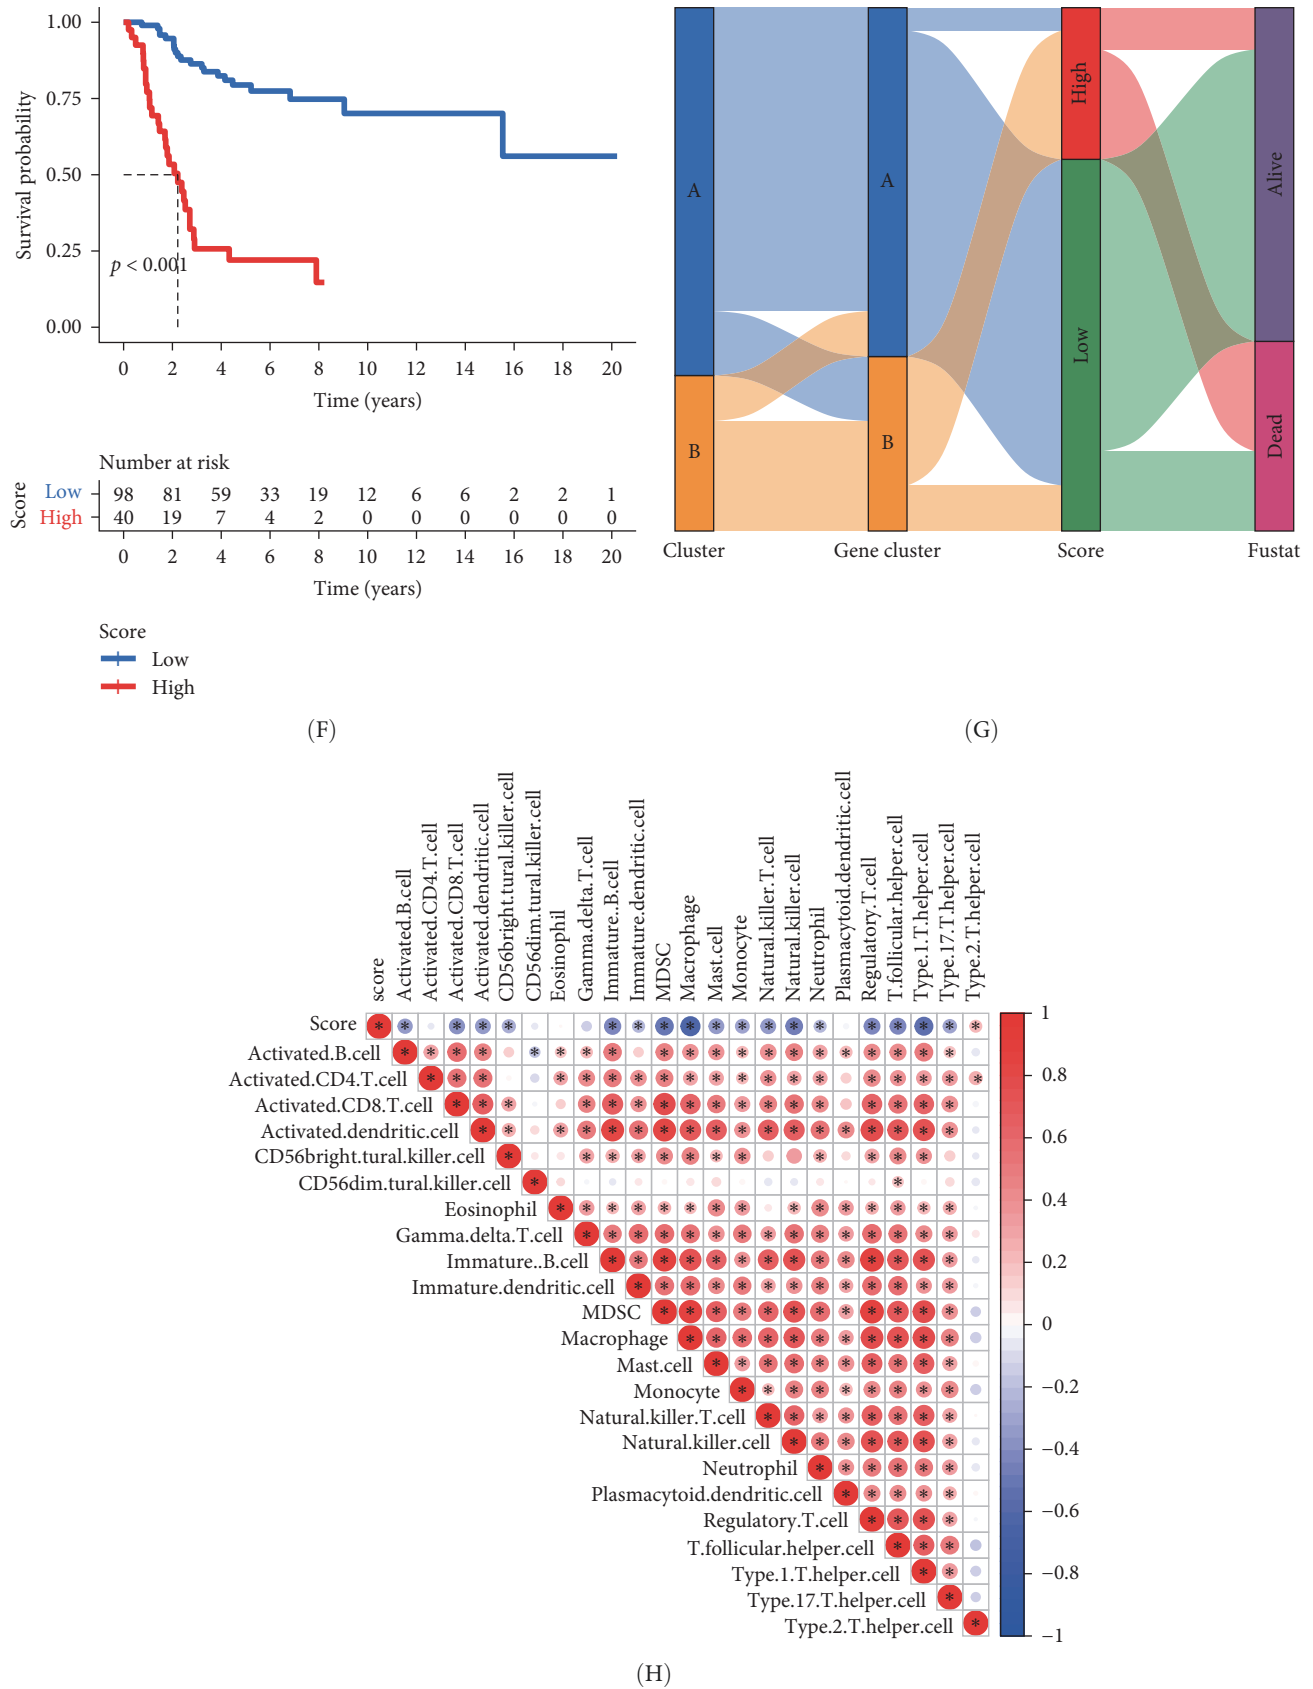 1.00
0.75
0.50
0.25
0.00
Survival probability
p < 0.001
0 2 4 6 8 10 12 14 16 18 20
Time (years)
Number at risk
Score
Low 98 81 59 33 19 12 6 6 2 2 1
High 40 19 7 4 2 0 0 0 0 0 0
0 2 4 6 8 10 12 14 16 18 20
Time (years)
Score
Low
High
(F)
A
B
A
B
High
Low
Alive
Dead
Cluster
Gene cluster
Score
Fustat
(G)
score
Activated.B.cell
Activated.CD4.T.cell
Activated.CD8.T.cell
Activated.dendritic.cell
CD56bright.tural.killer.cell
CD56dim.tural.killer.cell
Eosinophil
Gamma.delta.T.cell
Immature..B.cell
Immature.dendritic.cell
MDSC
Macrophage
Mast.cell
Monocyte
Natural.killer.T.cell
Natural.killer.cell
Neutrophil
Plasmacytoid.dendritic.cell
Regulatory.T.cell
T.follicular.helper.cell
Type.1.T.helper.cell
Type.17.T.helper.cell
Type.2.T.helper.cell
Score
Activated.B.cell
Activated.CD4.T.cell
Activated.CD8.T.cell
Activated.dendritic.cell
CD56bright.tural.killer.cell
CD56dim.tural.killer.cell
Eosinophil
Gamma.delta.T.cell
Immature..B.cell
Immature.dendritic.cell
MDSC
Macrophage
Mast.cell
Monocyte
Natural.killer.T.cell
Natural.killer.cell
Neutrophil
Plasmacytoid.dendritic.cell
Regulatory.T.cell
T.follicular.helper.cell
Type.1.T.helper.cell
Type.17.T.helper.cell
Type.2.T.helper.cell
1
0.8
0.6
0.4
0.2
0
−0.2
−0.4
−0.6
−0.8
−1
(H)